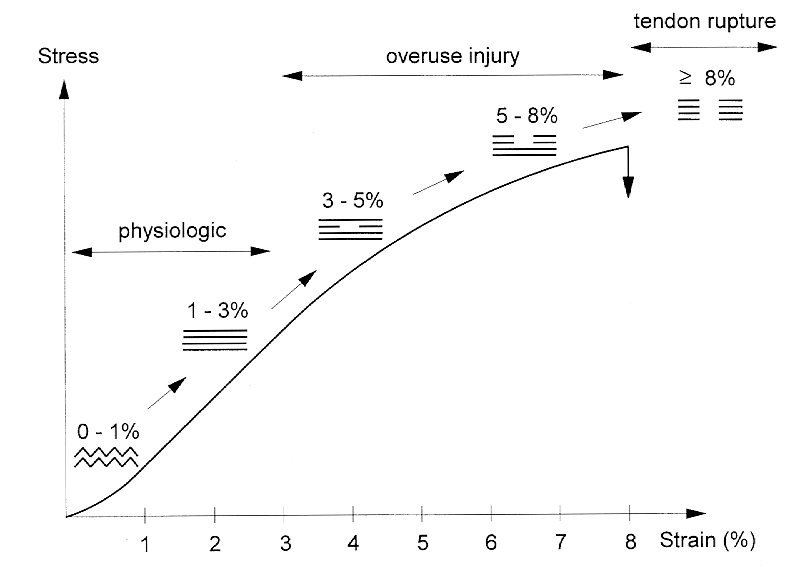 tendon rupture
Stress
overuse injury
≥ 8%
5 - 8%
3 - 5%
physiologic
1 - 3%
0 - 1%
1 2 3 4 5 6 7 8 Strain (%)